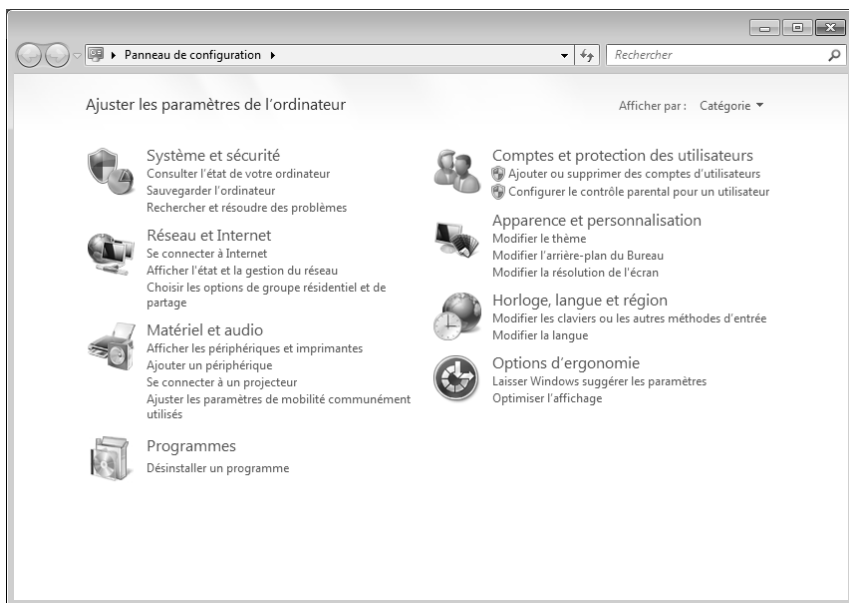 Panneau de configuration
Rechercher
Ajuster les paramètres de l'ordinateur
Afficher par : Catégorie
Système et sécurité
Consulter l'état de votre ordinateur
Sauvegarder l'ordinateur
Rechercher et résoudre des problèmes
Réseau et Internet
Se connecter à Internet
Afficher l'état et la gestion du réseau
Choisir les options de groupe résidentiel et de
partage
Matériel et audio
Afficher les périphériques et imprimantes
Ajouter un périphérique
Se connecter à un projecteur
Ajuster les paramètres de mobilité communément
utilisés
Programmes
Désinstaller un programme
Comptes et protection des utilisateurs
Ajouter ou supprimer des comptes d'utilisateurs
Configurer le contrôle parental pour un utilisateur
Apparence et personnalisation
Modifier le thème
Modifier l'arrière-plan du Bureau
Modifier la résolution de l'écran
Horloge, langue et région
Modifier les claviers ou les autres méthodes d'entrée
Modifier la langue
Options d'ergonomie
Laisser Windows suggérer les paramètres
Optimiser l'affichage